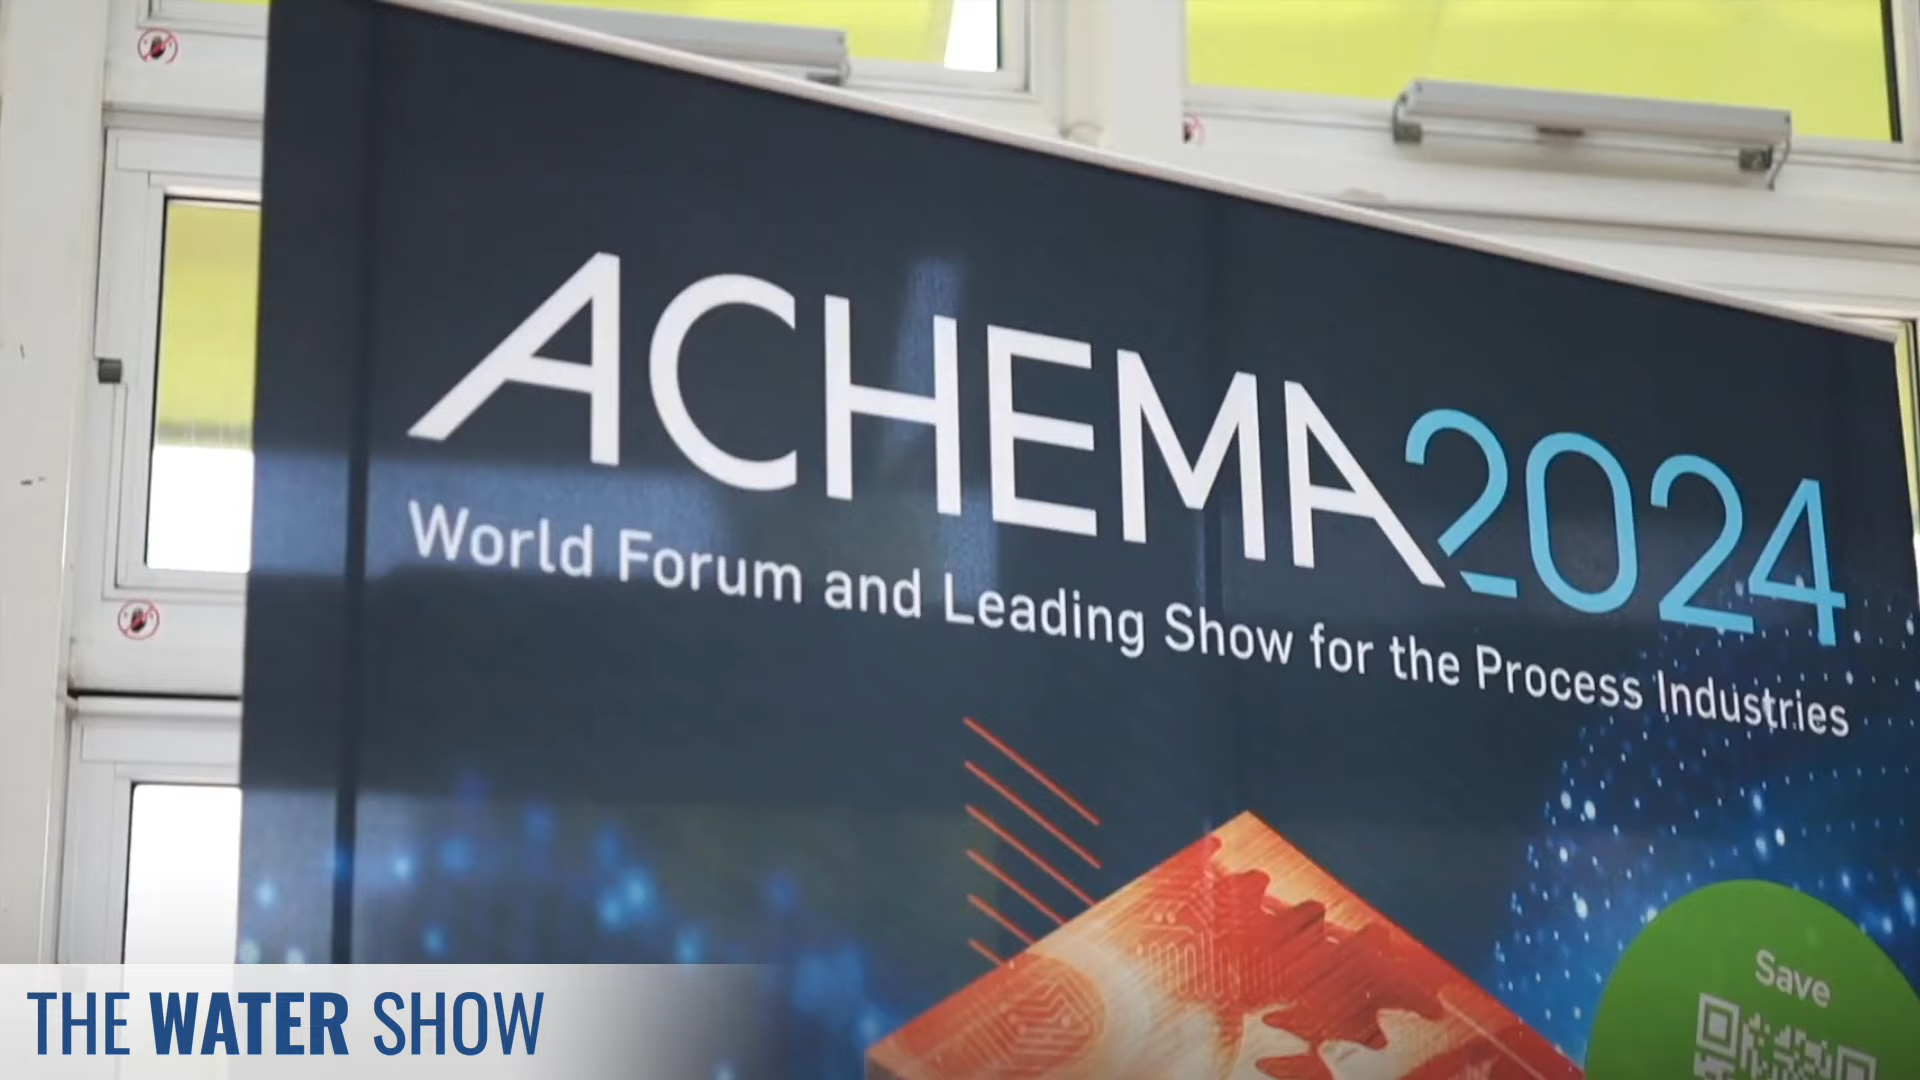 ACHEMA2024
World Forum and Leading Show for the Process Industries
Save
THE WATER SHOW